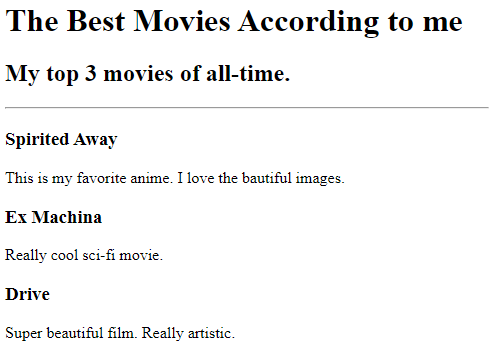 The Best Movies According to me
My top 3 movies of all-time.
Spirited Away
This is my favorite anime. I love the bautiful images.
Ex Machina
Really cool sci-fi movie.
Drive
Super beautiful film. Really artistic.